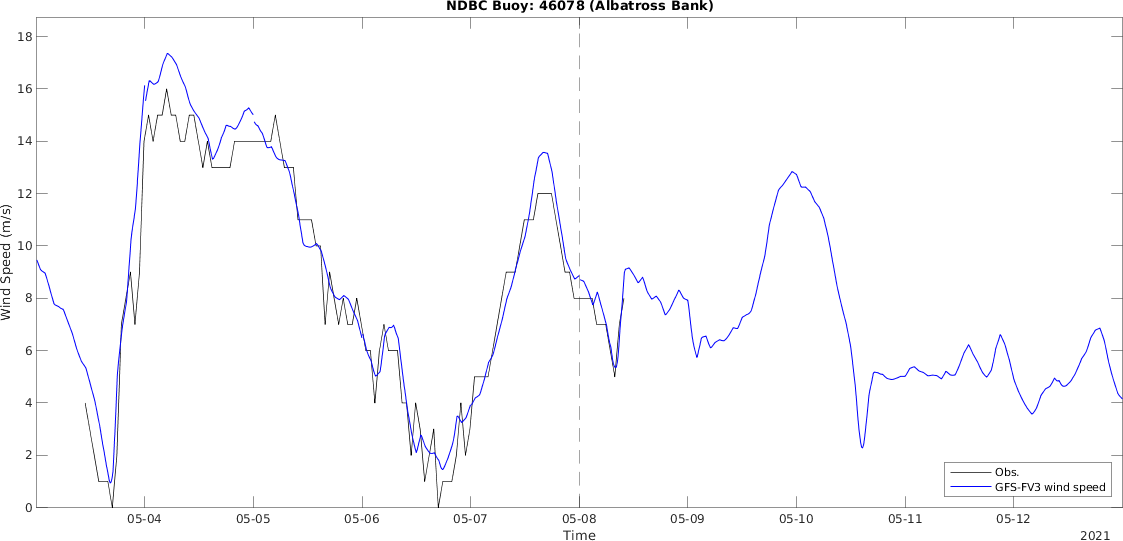 NDBC Buoy: 46078 (Albatross Bank)
18
16
14
12
10
8
6
4
2
0
Wind Speed (m/s)
Obs.
GFS-FV3 wind speed
05-04 05-05 05-06 05-07 05-08 05-09 05-10 05-11 05-12
Time
2021